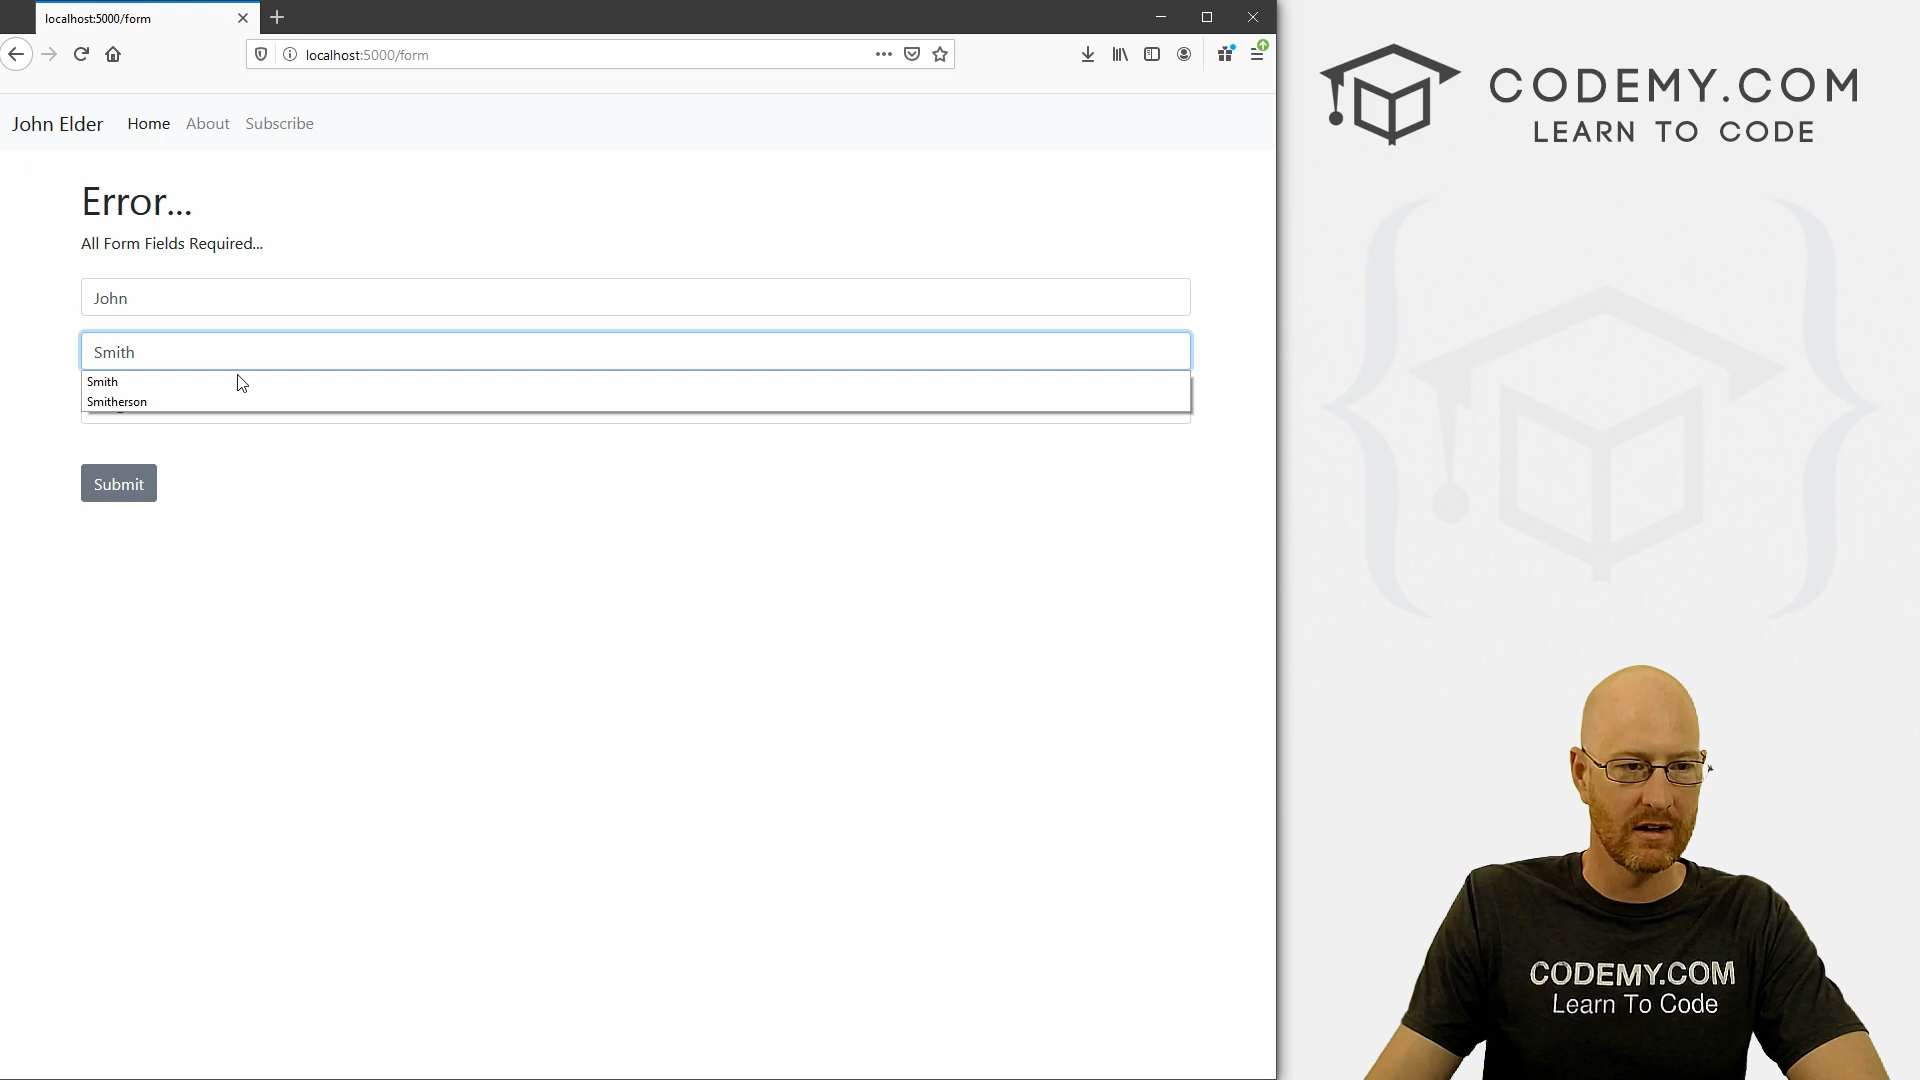 localhost:5000/form
localhost:5000/form
John Elder Home About Subscribe
Error...
All Form Fields Required...
John
Smith
Smith
Smitherson
Submit
CODEMY.COM
LEARN TO CODE
CODEMY.COM
Learn To Code